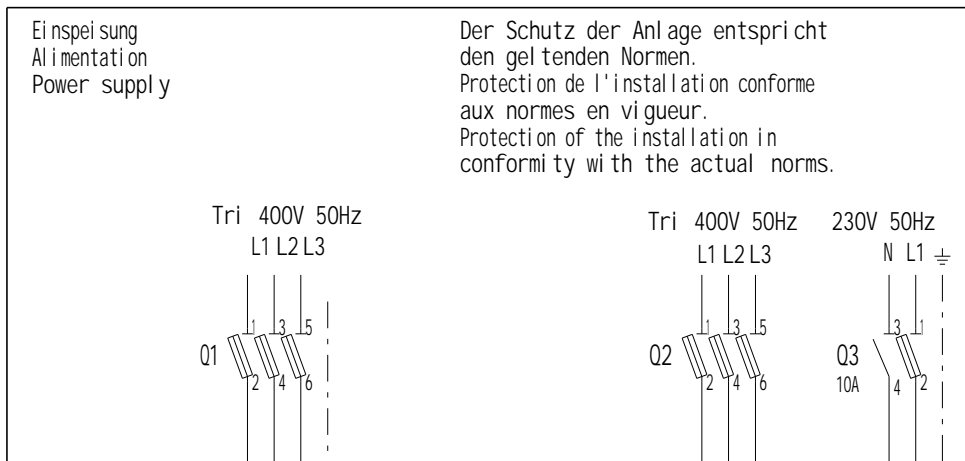 Einspeisung
Alimentation
Power supply
Der Schutz der Anlage entspricht
den geltenden Normen.
Protection de l'installation conforme
aux normes en vigueur.
Protection of the installation in
conformity with the actual norms.
Tri 400V 50Hz
L1 L2 L3
1 3 5
Q1
2 4 6
Tri 400V 50Hz
L1 L2 L3
1 3 5
Q2
2 4 6
230V 50Hz
N L1
3 1
Q3
10A
4 2